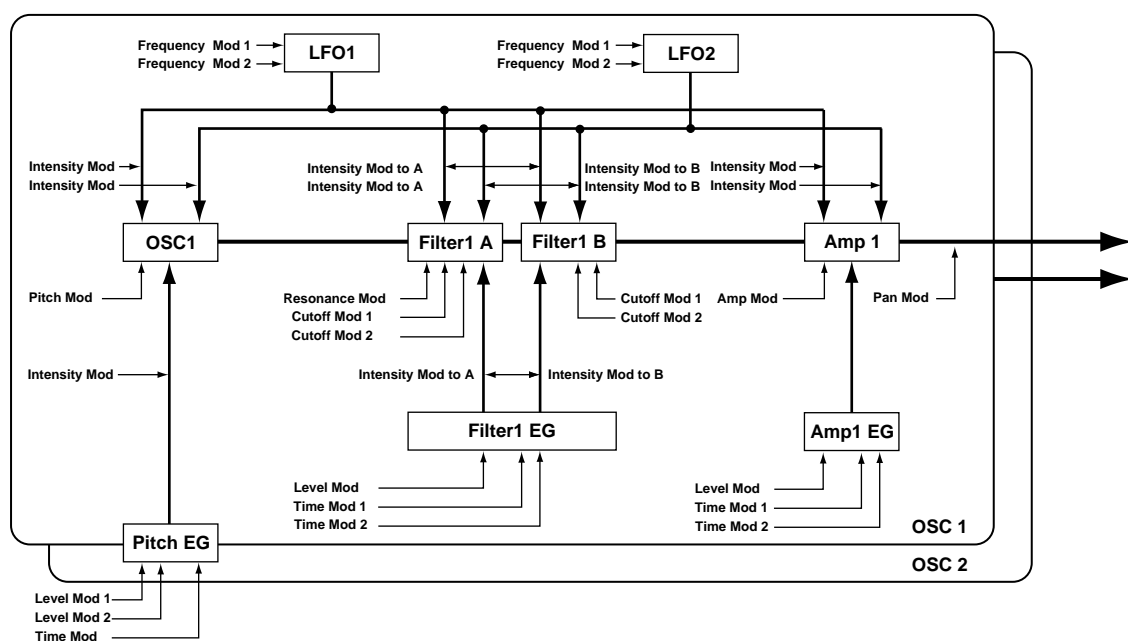 Frequency Mod 1
Frequency Mod 2
LFO1
Frequency Mod 1
Frequency Mod 2
LFO2
Intensity Mod
Intensity Mod
Intensity Mod to A
Intensity Mod to A
Intensity Mod to B
Intensity Mod to B
Intensity Mod
Intensity Mod
OSC1
Filter1 A
Filter1 B
Amp 1
Pitch Mod
Resonance Mod
Cutoff Mod 1
Cutoff Mod 2
Cutoff Mod 1
Cutoff Mod 2
Amp Mod
Pan Mod
Intensity Mod
Intensity Mod to A
Intensity Mod to B
Filter1 EG
Amp1 EG
Level Mod
Time Mod 1
Time Mod 2
Level Mod
Time Mod 1
Time Mod 2
OSC 1
Pitch EG
OSC 2
Level Mod 1
Level Mod 2
Time Mod